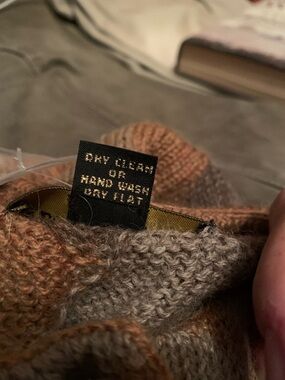 DRY CLEAN
OR
HAND WASH
DRY FLAT